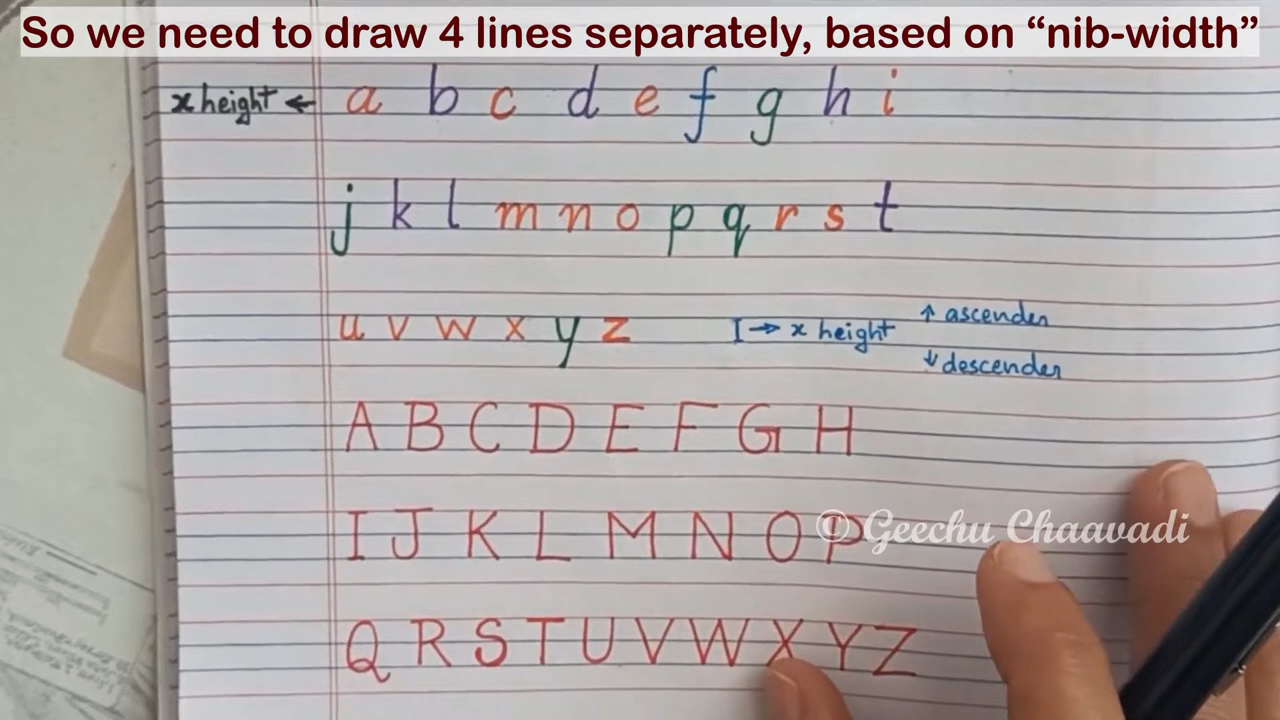 So we need to draw 4 lines separately, based on “nib-width”
x height ← a b c d e f g h i
j k l m n o p q r s t
u v w x y z I → x height ↑ ascender
↓ descender
A B C D E F G H
I J K L M N O P
© Geechu Chaavadi
Q R S T U V W X Y Z